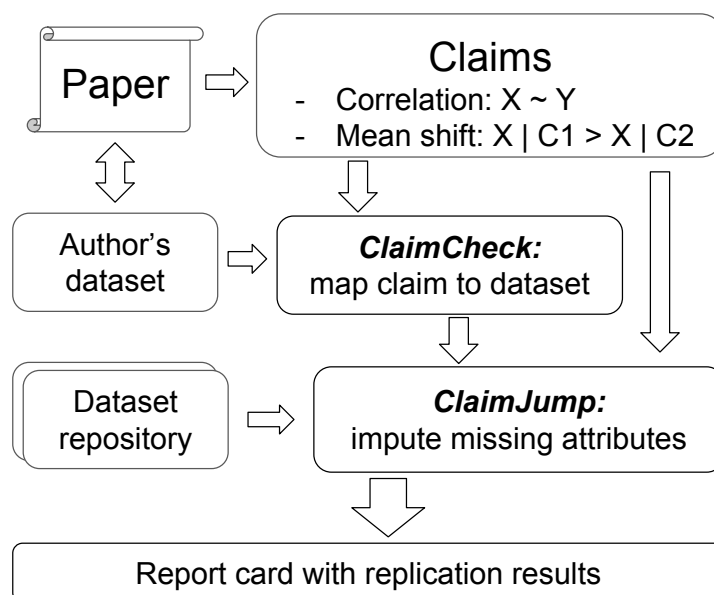 Paper
Claims
- Correlation: X ~ Y
- Mean shift: X | C1 > X | C2
Author's
dataset
ClaimCheck:
map claim to dataset
Dataset
repository
ClaimJump:
impute missing attributes
Report card with replication results